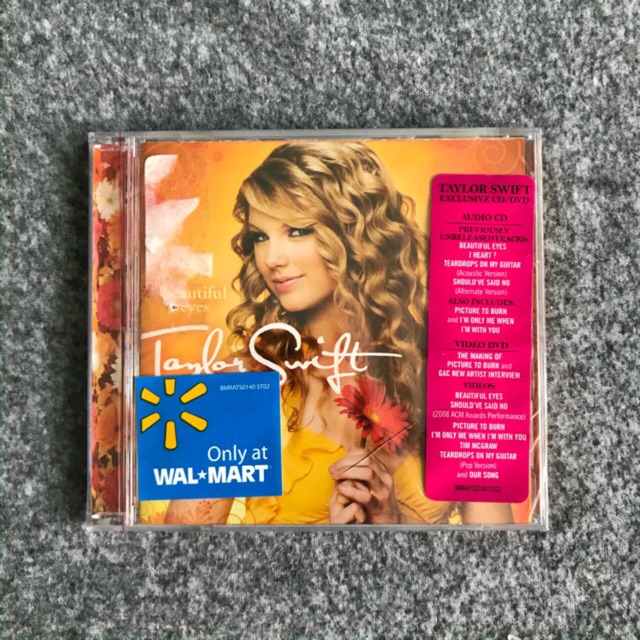 beautiful
eyes
Taylor Swift
BMRATS0140 ST02
Only at
WAL★MART
TAYLOR SWIFT
EXCLUSIVE CD/DVD
AUDIO CD
PREVIOUSLY
UNRELEASED TRACKS:
BEAUTIFUL EYES
I HEART ?
TEARDROPS ON MY GUITAR
(Acoustic Version)
SHOULD'VE SAID NO
(Alternate Version)
ALSO INCLUDES:
PICTURE TO BURN
and I'M ONLY ME WHEN
I'M WITH YOU
VIDEO DVD
THE MAKING OF
PICTURE TO BURN and
GAC NEW ARTIST INTERVIEW
VIDEOS
BEAUTIFUL EYES
SHOULD'VE SAID NO
(2008 ACM Awards Performance)
PICTURE TO BURN
I'M ONLY ME WHEN I'M WITH YOU
TIM MCGRAW
TEARDROPS ON MY GUITAR
(Pop Version)
and OUR SONG